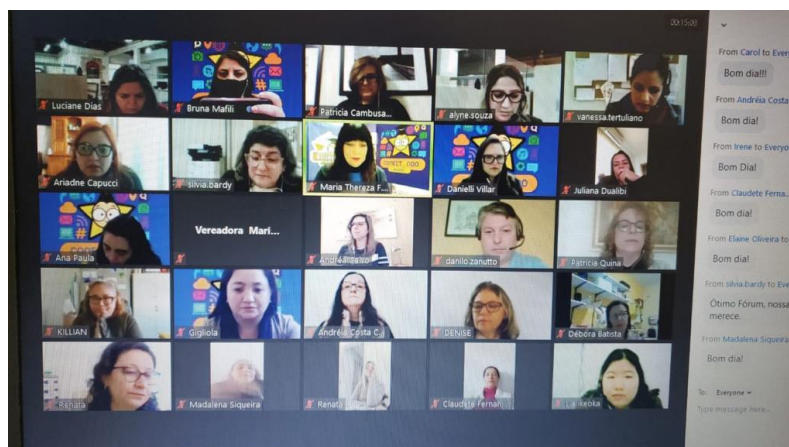 00:15:08
Luciane Dias
Bruna Mafili
Patricia Cambusa...
alyne.souza
vanessa.tertuliano
Ariadne Capucci
silvia.bardy
Maria Thereza F...
Danielli Villar
Juliana Dualibi
Ana Paula
Vereadora Mari...
danilo.zanutto
Patricia Quina
KILLIAN
Gigliola
Andréia Costa C...
DENISE
Débora Batista
Renata
Madalena Siqueira
Renata
Claudete Fernan...
From Carol to Every
Bom dia!!!
From Andréia Costa
Bom dia!
From Irene to Everyo
Bom Dia!
From Claudete Ferna...
Bom dia!
From Elaine Oliveira to
Bom dia!
From silvia.bardy to Eve
Ótimo Fórum, nossa
merece.
From Madalena Siqueira
Bom dia!
To: Everyone
Type message here...